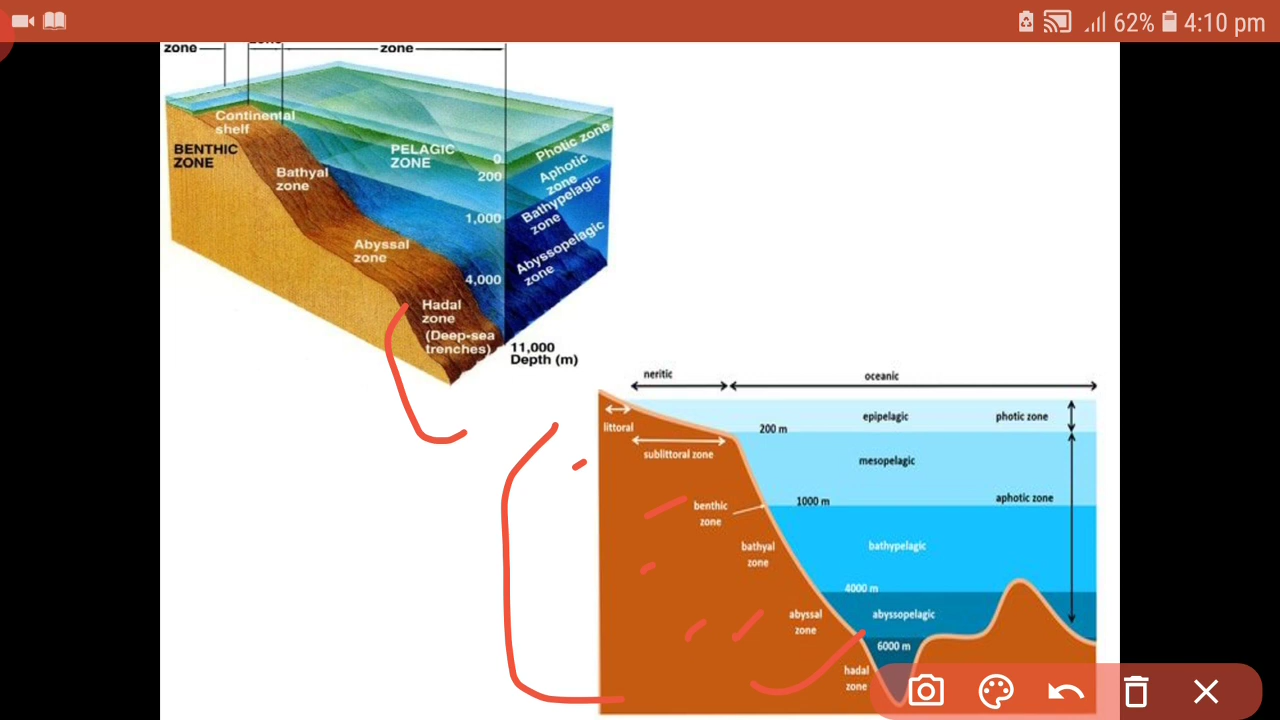 62% 4:10 pm
zone
zone
Continental
shelf
BENTHIC
ZONE
PELAGIC
ZONE
Bathyal
zone
Abyssal
zone
Hadal
zone
(Deep-sea
trenches)
0
200
1,000
4,000
11,000
Depth (m)
Photic zone
Aphotic
zone
Bathypelagic
zone
Abyssopelagic
zone
neritic
oceanic
littoral
sublittoral zone
200 m
epipelagic
photic zone
mesopelagic
1000 m
aphotic zone
benthic
zone
bathyal
zone
bathypelagic
4000 m
abyssal
zone
abyssopelagic
6000 m
hadal
zone